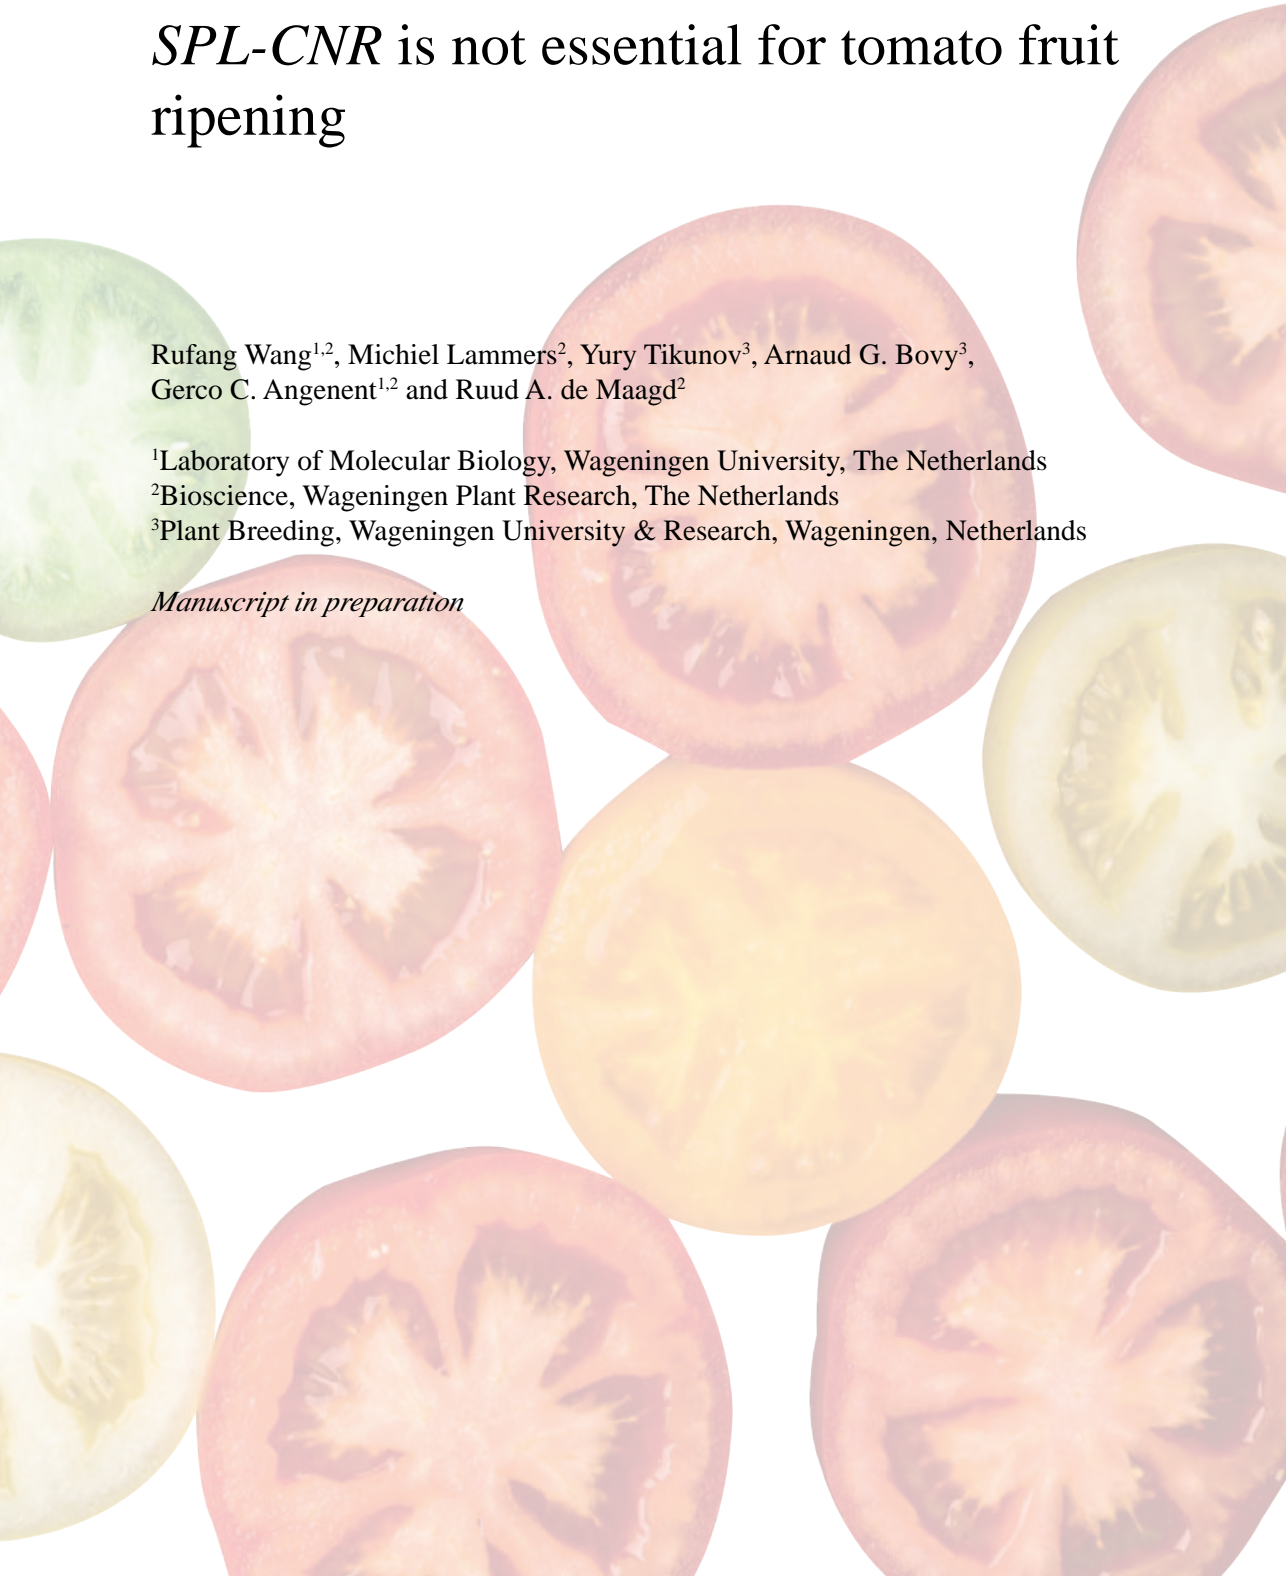 SPL-CNR is not essential for tomato fruit
ripening
Rufang Wang1,2, Michiel Lammers2, Yury Tikunov3, Arnaud G. Bovy3,
Gerco C. Angenent1,2 and Ruud A. de Maagd2
1Laboratory of Molecular Biology, Wageningen University, The Netherlands
2Bioscience, Wageningen Plant Research, The Netherlands
3Plant Breeding, Wageningen University & Research, Wageningen, Netherlands
Manuscript in preparation